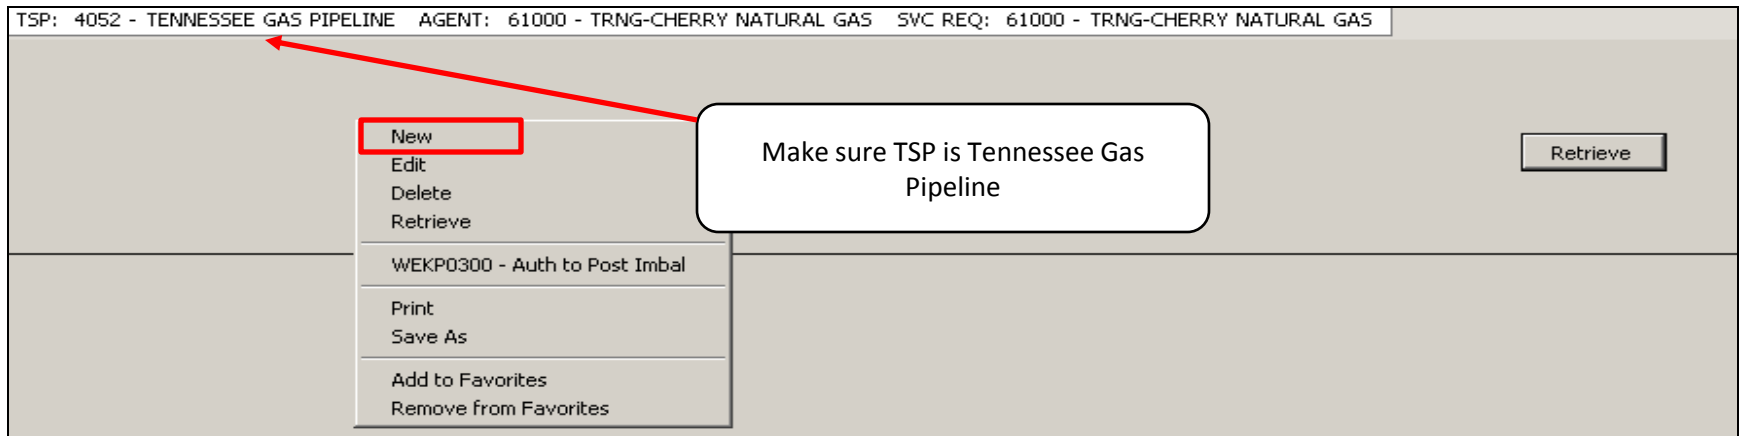 TSP: 4052 - TENNESSEE GAS PIPELINE AGENT: 61000 - TRNG-CHERRY NATURAL GAS SVC REQ: 61000 - TRNG-CHERRY NATURAL GAS
New
Edit
Delete
Retrieve
WEKP0300 - Auth to Post Imbal
Print
Save As
Add to Favorites
Remove from Favorites
Make sure TSP is Tennessee Gas
Pipeline
Retrieve